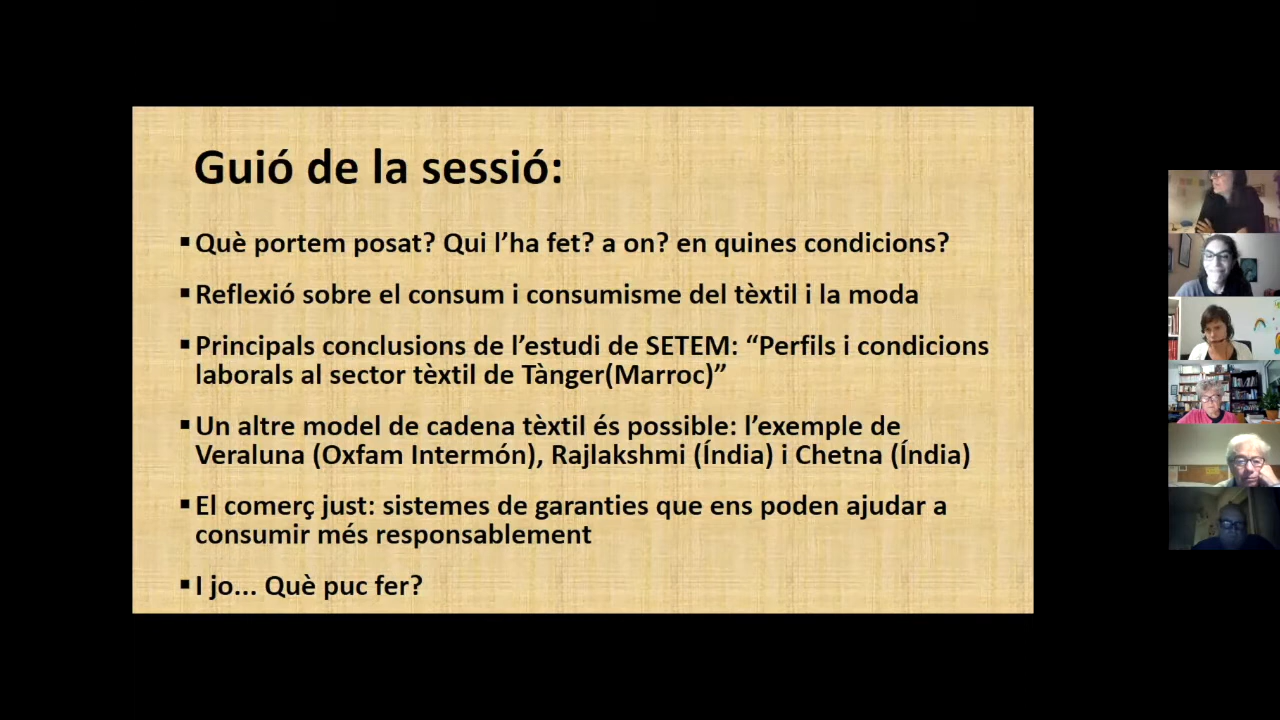 Guió de la sessió:
▪ Què portem posat? Qui l’ha fet? a on? en quines condicions?
▪ Reflexió sobre el consum i consumisme del tèxtil i la moda
▪ Principals conclusions de l’estudi de SETEM: “Perfils i condicions
laborals al sector tèxtil de Tànger(Marroc)”
▪ Un altre model de cadena tèxtil és possible: l’exemple de
Veraluna (Oxfam Intermón), Rajlakshmi (Índia) i Chetna (Índia)
▪ El comerç just: sistemes de garanties que ens poden ajudar a
consumir més responsablement
▪ I jo... Què puc fer?